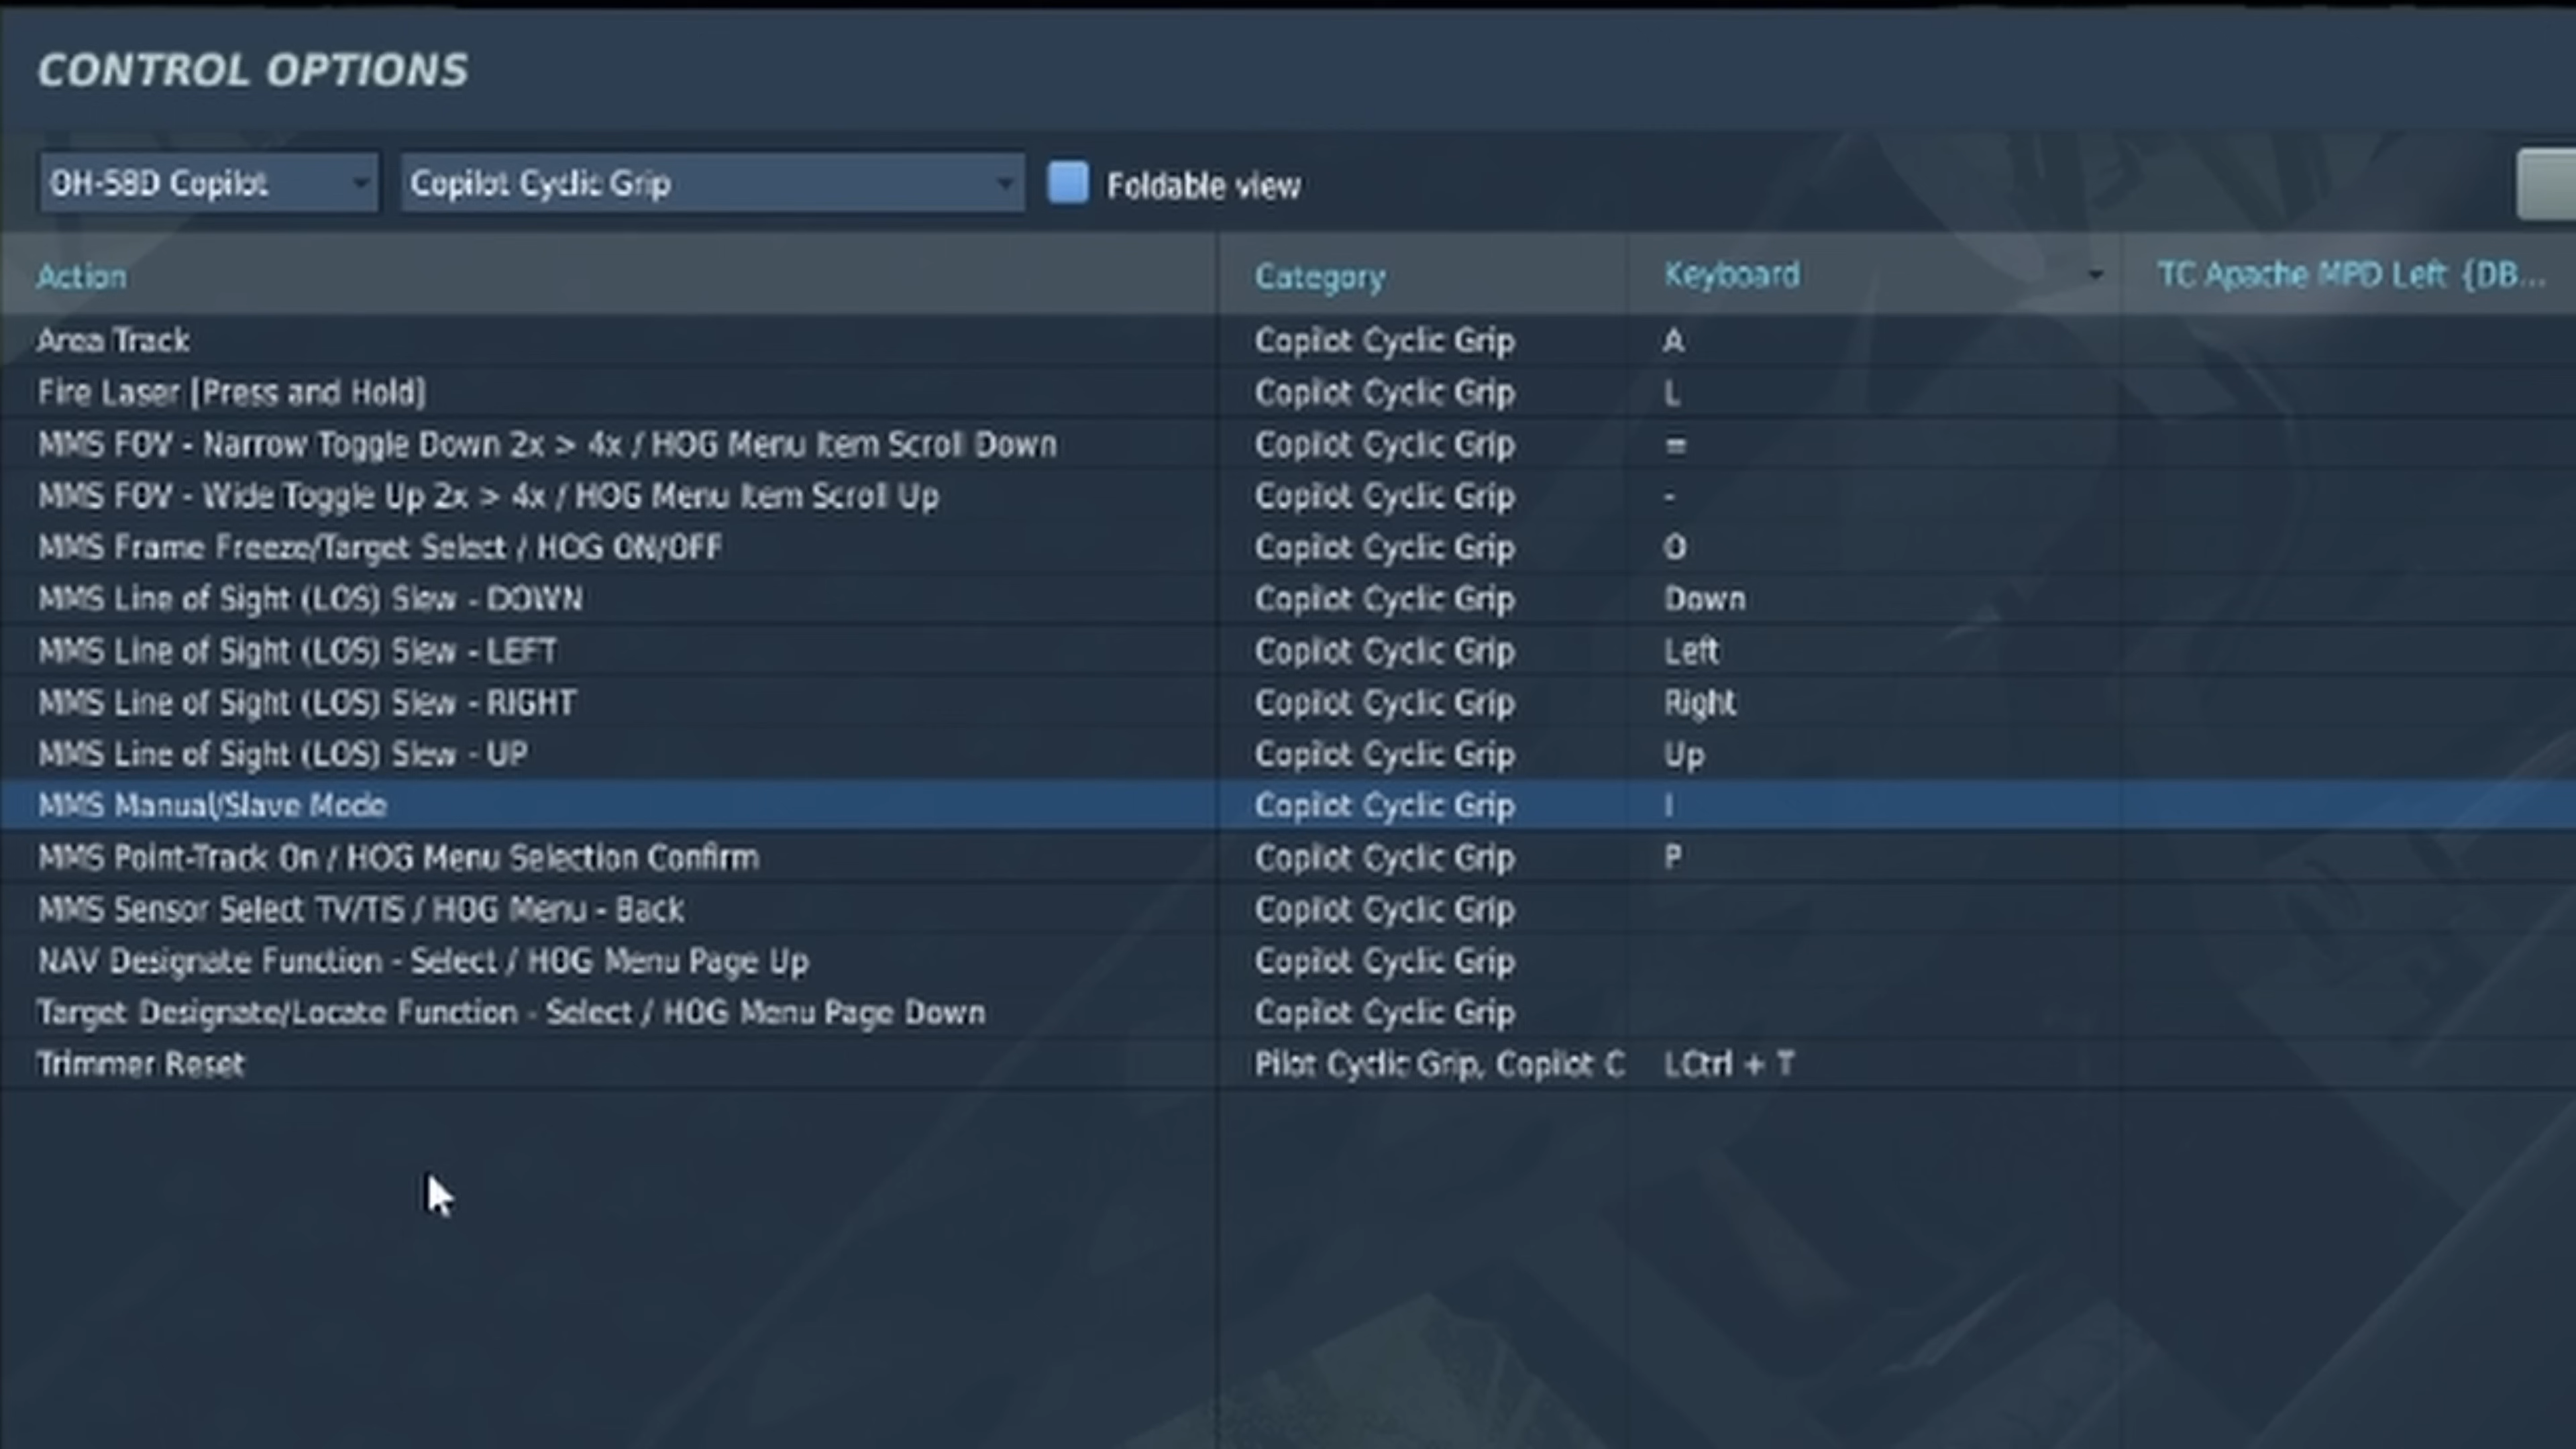 CONTROL OPTIONS
OH-58D Copilot Copilot Cyclic Grip Foldable view
Action Category Keyboard TC Apache MPD Left {DB...
Area Track Copilot Cyclic Grip A
Fire Laser [Press and Hold] Copilot Cyclic Grip L
MMS FOV - Narrow Toggle Down 2x > 4x / HOG Menu Item Scroll Down Copilot Cyclic Grip =
MMS FOV - Wide Toggle Up 2x > 4x / HOG Menu Item Scroll Up Copilot Cyclic Grip -
MMS Frame Freeze/Target Select / HOG ON/OFF Copilot Cyclic Grip O
MMS Line of Sight (LOS) Slew - DOWN Copilot Cyclic Grip Down
MMS Line of Sight (LOS) Slew - LEFT Copilot Cyclic Grip Left
MMS Line of Sight (LOS) Slew - RIGHT Copilot Cyclic Grip Right
MMS Line of Sight (LOS) Slew - UP Copilot Cyclic Grip Up
MMS Manual/Slave Mode Copilot Cyclic Grip I
MMS Point-Track On / HOG Menu Selection Confirm Copilot Cyclic Grip P
MMS Sensor Select TV/TIS / HOG Menu - Back Copilot Cyclic Grip
NAV Designate Function - Select / HOG Menu Page Up Copilot Cyclic Grip
Target Designate/Locate Function - Select / HOG Menu Page Down Copilot Cyclic Grip
Trimmer Reset Pilot Cyclic Grip, Copilot C LCtrl + T